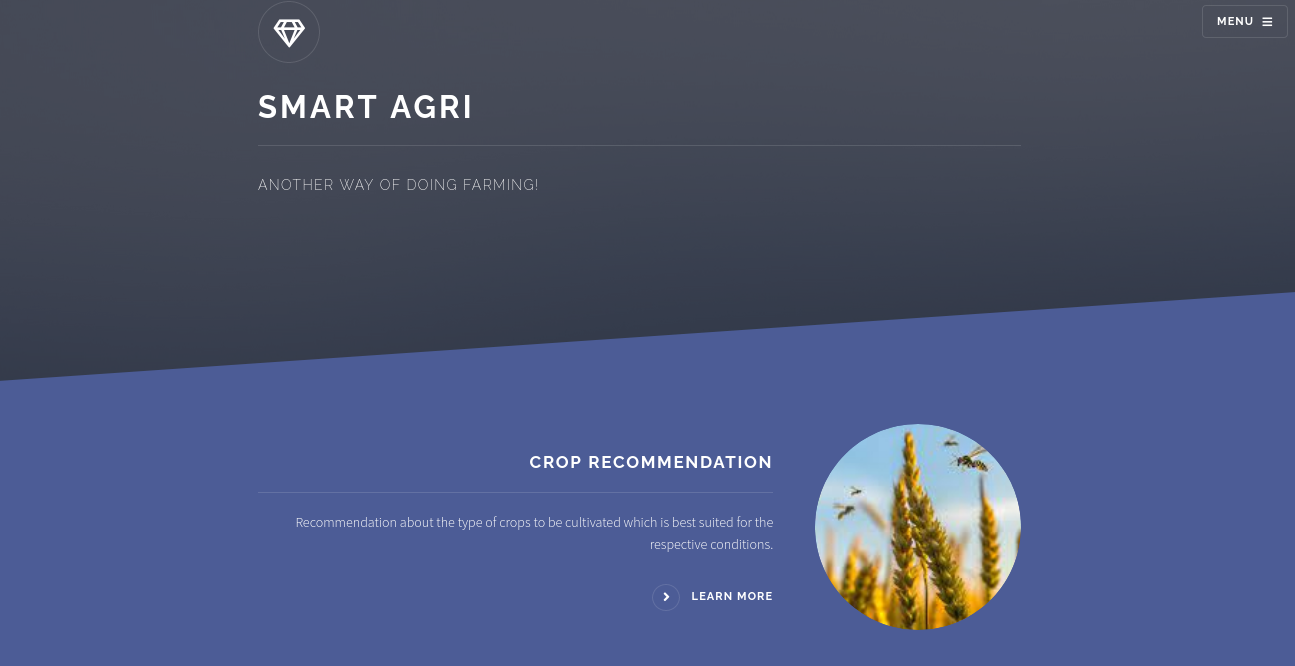 MENU
SMART AGRI
ANOTHER WAY OF DOING FARMING!
CROP RECOMMENDATION
Recommendation about the type of crops to be cultivated which is best suited for the
respective conditions.
LEARN MORE